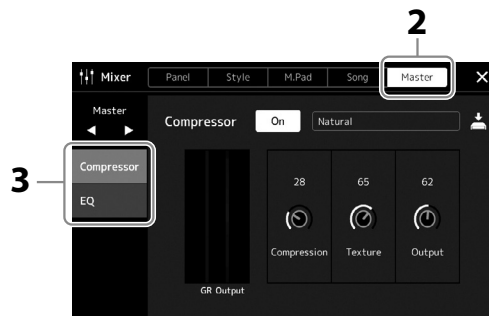 2
Mixer Panel Style M.Pad Song Master
Master
Compressor On Natural
3
Compressor
EQ
28 65 62
Compression Texture Output
GR Output